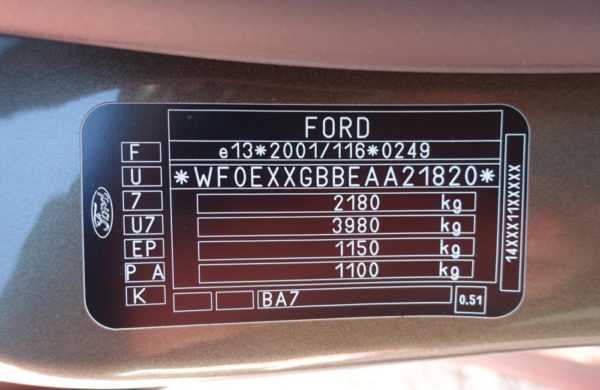 FORD
F
e13*2001/116*0249
U
*WF0EXXGBBEAA21820*
7
2180 kg
U7
3980 kg
EP
1150 kg
P A
1100 kg
K
BA7
0.51
Ford
14XXX11XXXXX